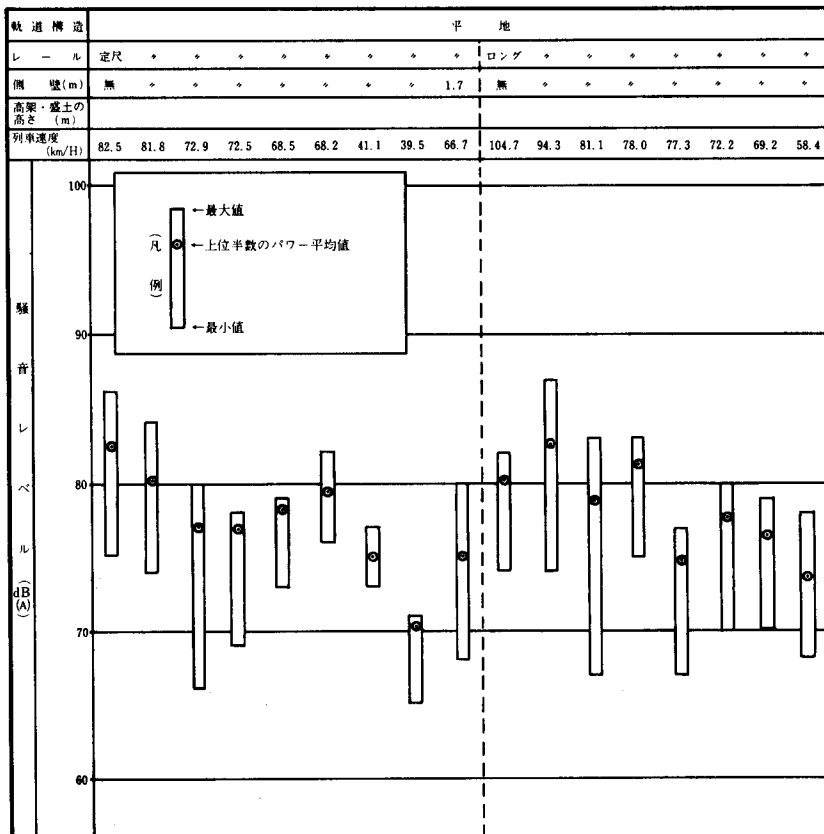 軌道構造 平地
レール 定尺 〃 〃 〃 〃 〃 〃 〃 〃 ロング 〃 〃 〃 〃 〃 〃 〃
側壁(m) 無 〃 〃 〃 〃 〃 〃 〃 1.7 無 〃 〃 〃 〃 〃 〃 〃
高架・盛土の
高さ (m)
列車速度
(km/H) 82.5 81.8 72.9 72.5 68.5 68.2 41.1 39.5 66.7 104.7 94.3 81.1 78.0 77.3 72.2 69.2 58.4
騒音レベル dB(A)
100
90
80
70
60
(凡例)
←最大値
←上位半数のパワー平均値
←最小値